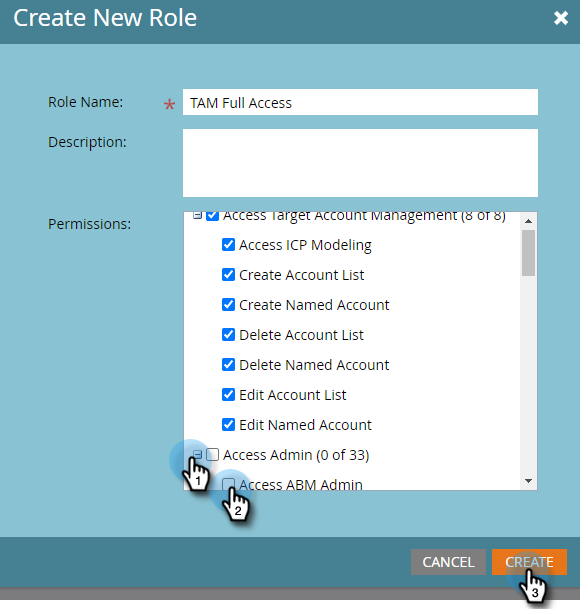 Create New Role
Role Name: * TAM Full Access
Description:
Permissions:
Access Target Account Management (8 of 8)
Access ICP Modeling
Create Account List
Create Named Account
Delete Account List
Delete Named Account
Edit Account List
Edit Named Account
Access Admin (0 of 33)
1
Access ABM Admin
2
CANCEL
CREATE
3